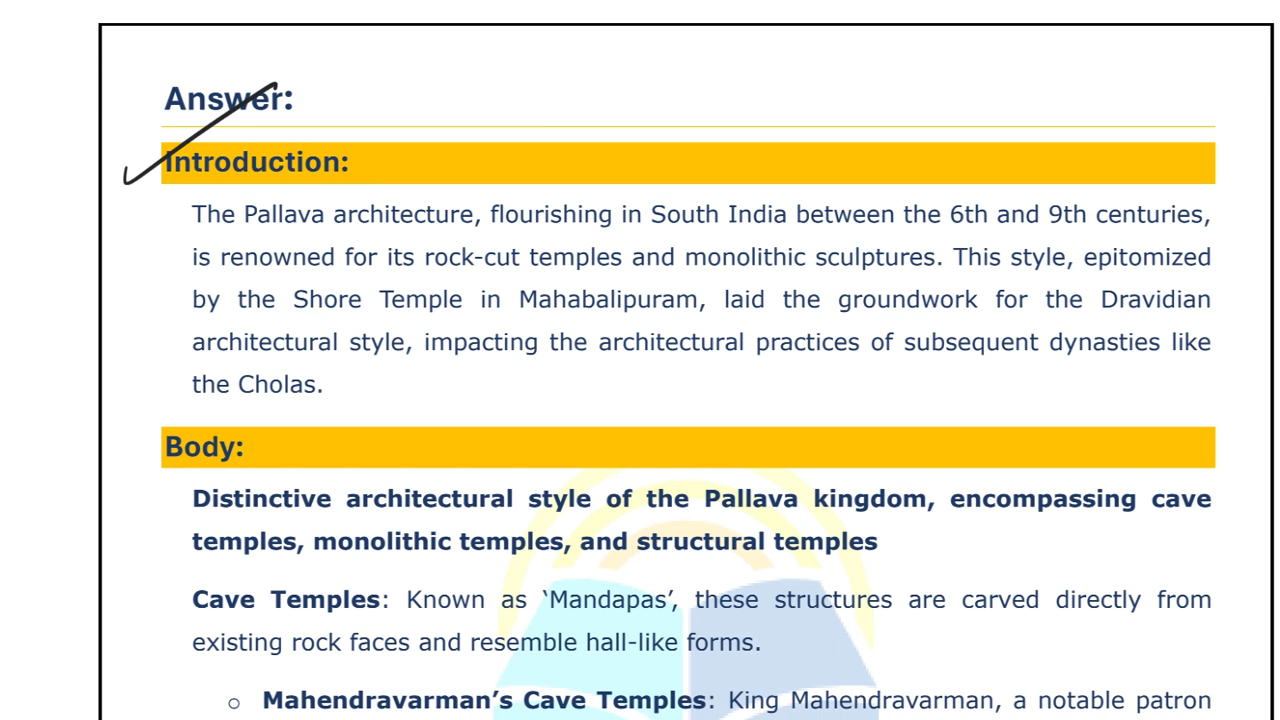 Answer:
Introduction:
The Pallava architecture, flourishing in South India between the 6th and 9th centuries,
is renowned for its rock-cut temples and monolithic sculptures. This style, epitomized
by the Shore Temple in Mahabalipuram, laid the groundwork for the Dravidian
architectural style, impacting the architectural practices of subsequent dynasties like
the Cholas.
Body:
Distinctive architectural style of the Pallava kingdom, encompassing cave
temples, monolithic temples, and structural temples
Cave Temples: Known as ‘Mandapas’, these structures are carved directly from
existing rock faces and resemble hall-like forms.
o Mahendravarman’s Cave Temples: King Mahendravarman, a notable patron